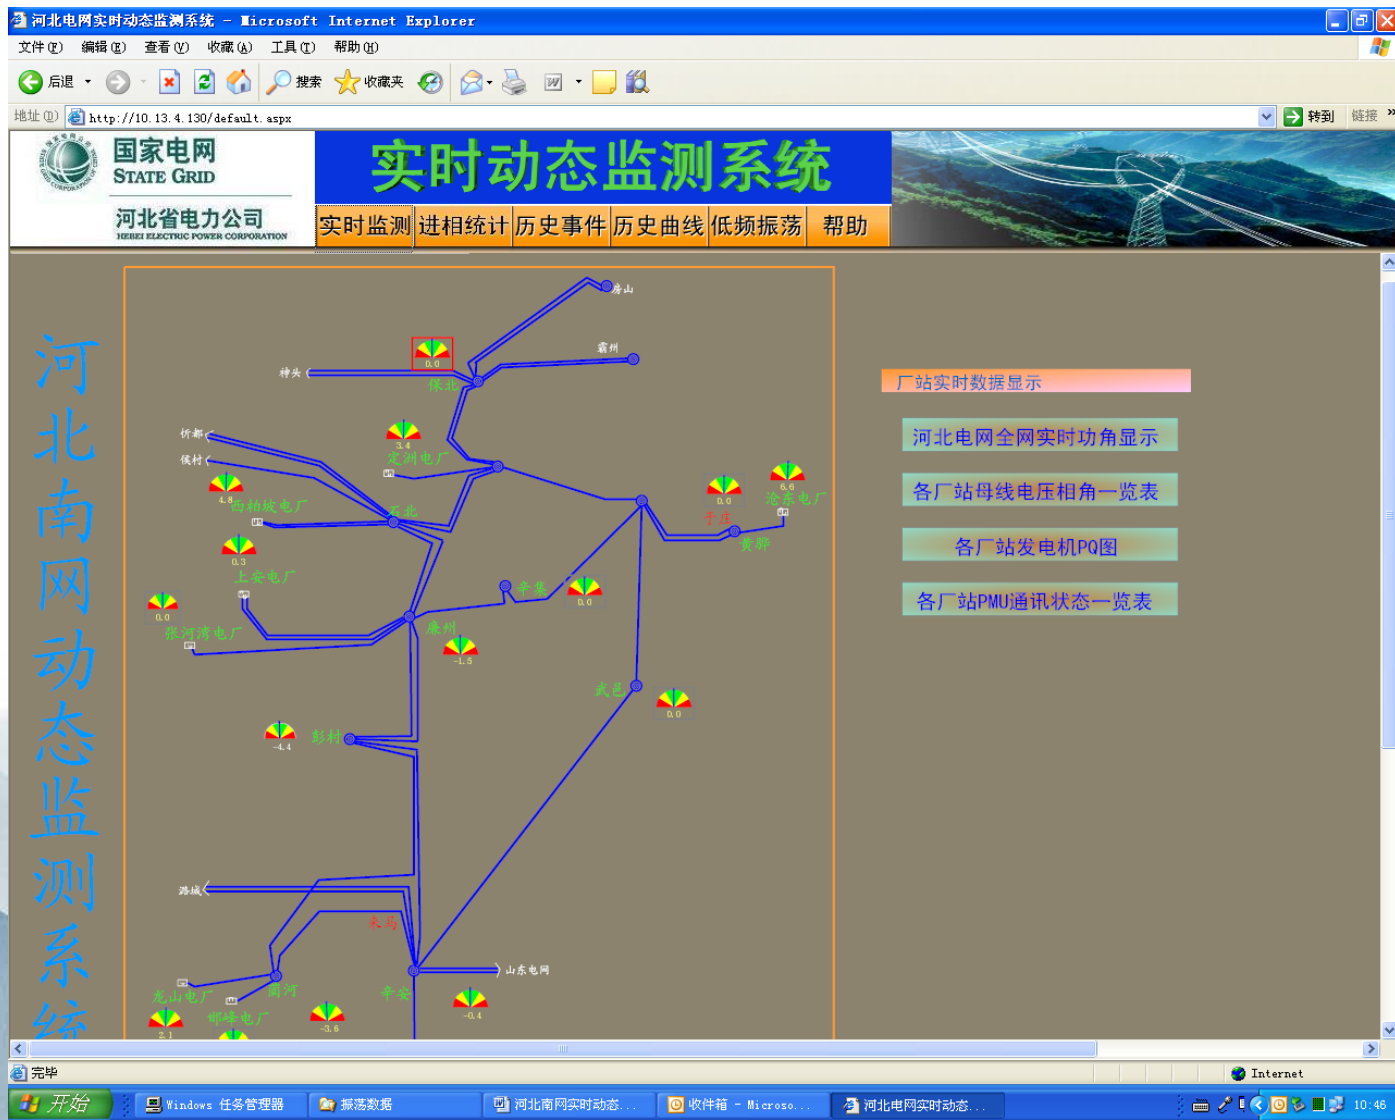 河北电网实时动态监测系统 - Microsoft Internet Explorer
文件(F) 编辑(E) 查看(V) 收藏(A) 工具(T) 帮助(H)
后退 搜索 收藏夹
地址(D) http://10.13.4.130/default.aspx 转到 链接 »
国家电网
STATE GRID
河北省电力公司
HEBEI ELECTRIC POWER CORPORATION
实时动态监测系统
实时监测 进相统计 历史事件 历史曲线 低频振荡 帮助
河北南网动态监测系统
房山
霸州
0.0
神头
保北
忻都
3.4
定洲电厂
侯村
4.8
西柏坡电厂
石北
0.0
6.6
沧东电厂
于庄
黄骅
0.3
上安电厂
辛集
0.0
0.0
张河湾电厂
廉州
-1.5
武邑
0.0
-4.4
彭村
潞城
来马
山东电网
龙山电厂
2.1
邯峰电厂
蔺河
-3.6
辛安
-0.4
厂站实时数据显示
河北电网全网实时功角显示
各厂站母线电压相角一览表
各厂站发电机PQ图
各厂站PMU通讯状态一览表
完毕 Internet
开始 Windows 任务管理器 振荡数据 河北南网实时动态... 收件箱 - Microso... 河北电网实时动态... 10:46